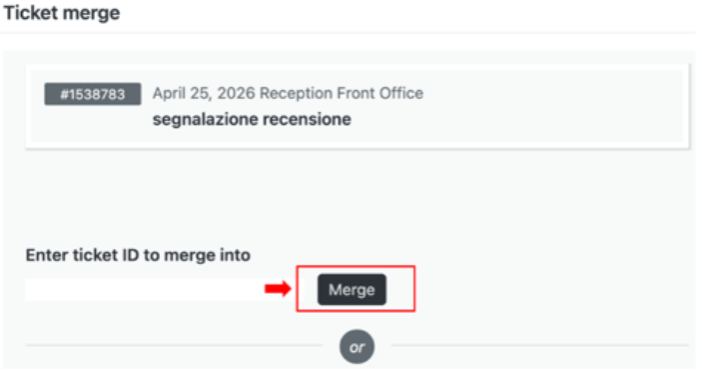 Ticket merge
#1538783 April 25, 2026 Reception Front Office
segnalazione recensione
Enter ticket ID to merge into
Merge
or